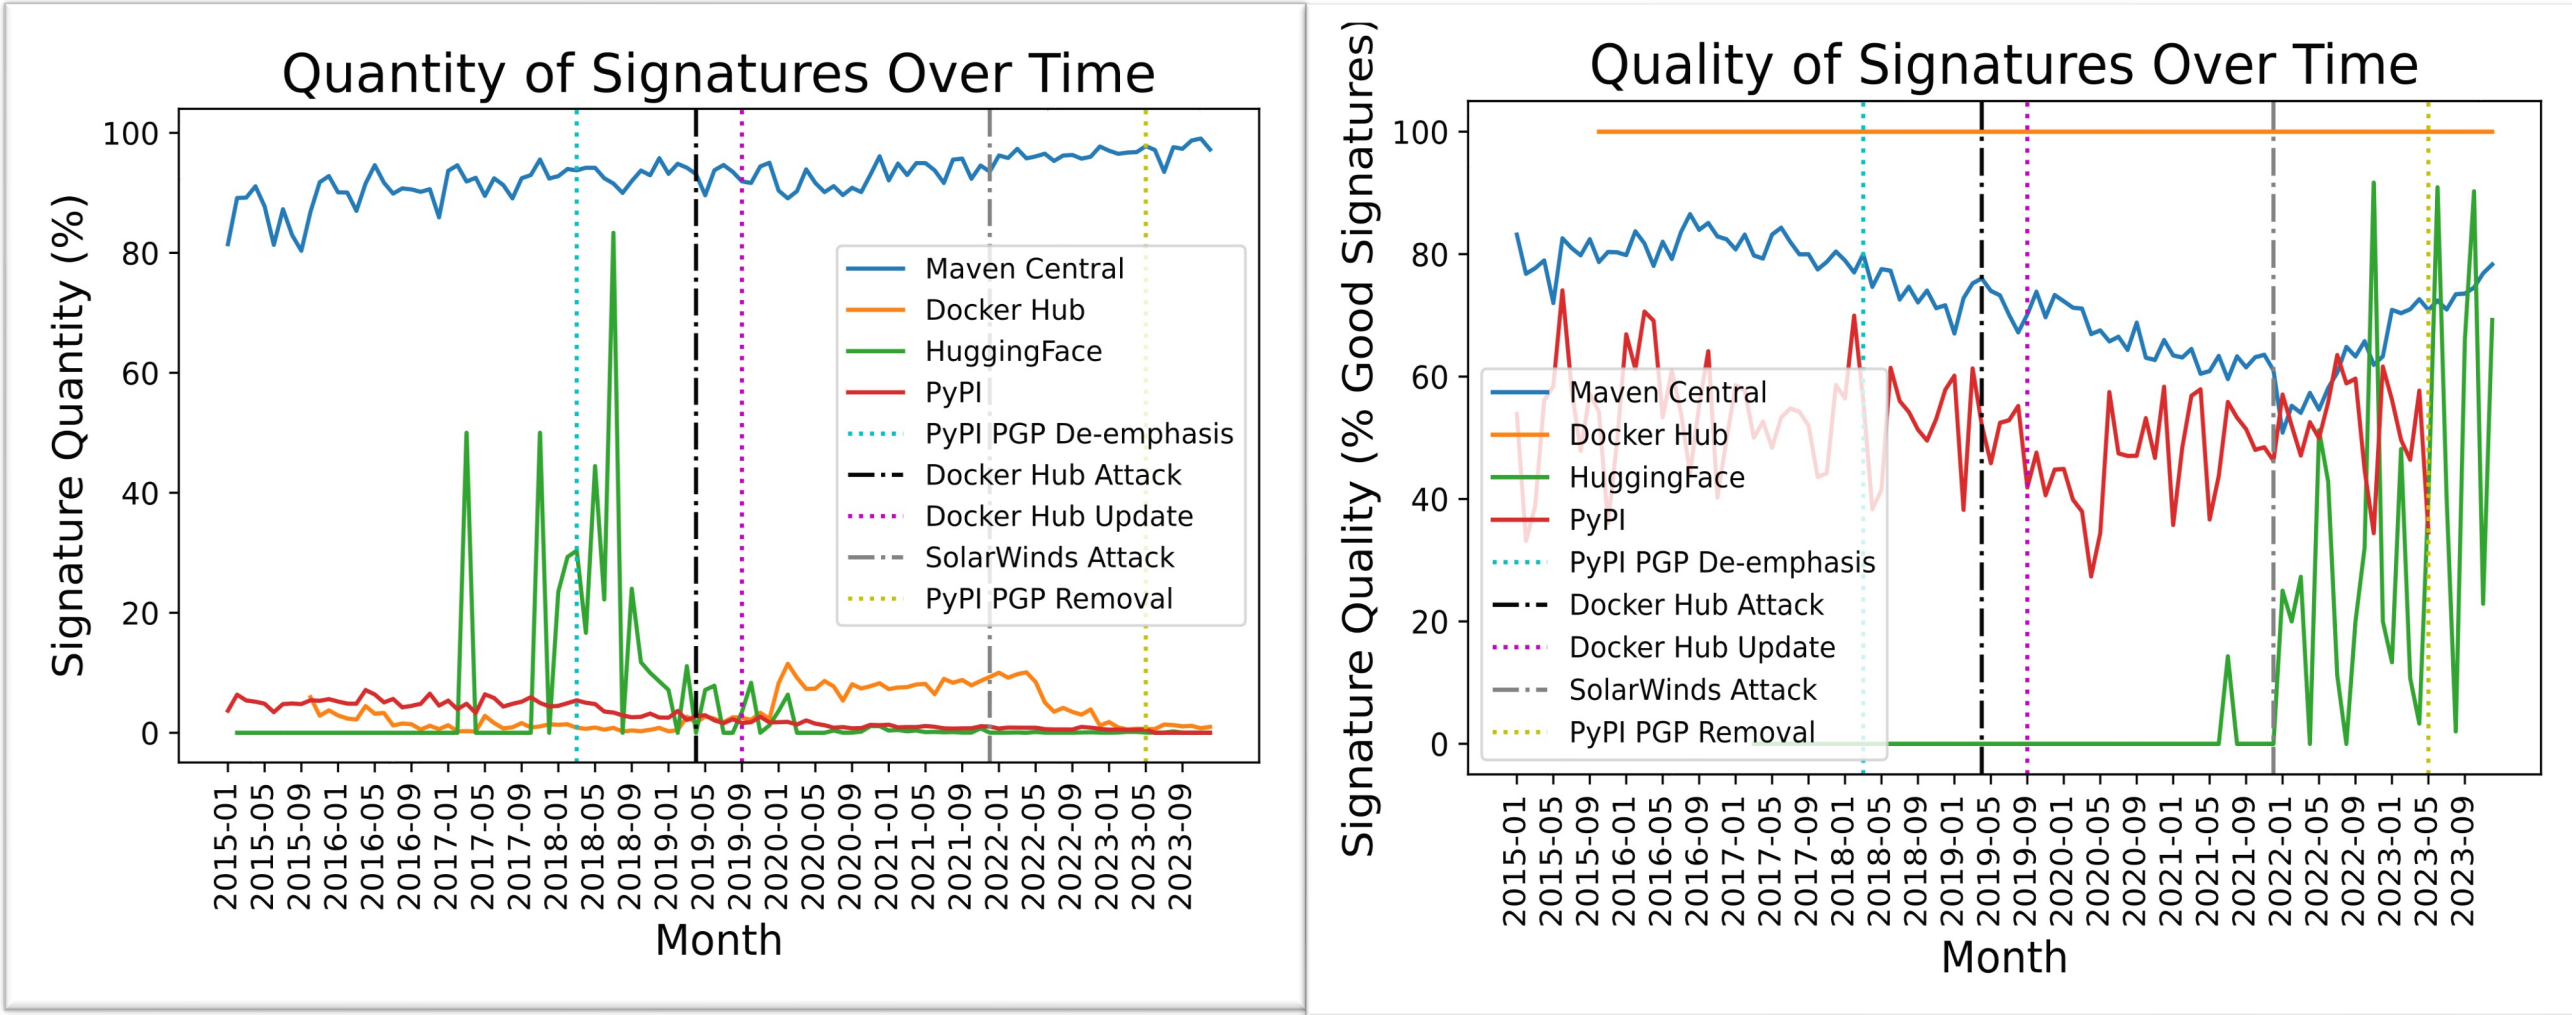 Quantity of Signatures Over Time
Signature Quantity (%)
100
80
60
40
20
0
Maven Central
Docker Hub
HuggingFace
PyPI
PyPI PGP De-emphasis
Docker Hub Attack
Docker Hub Update
SolarWinds Attack
PyPI PGP Removal
2015-01
2015-05
2015-09
2016-01
2016-05
2016-09
2017-01
2017-05
2017-09
2018-01
2018-05
2018-09
2019-01
2019-05
2019-09
2020-01
2020-05
2020-09
2021-01
2021-05
2021-09
2022-01
2022-05
2022-09
2023-01
2023-05
2023-09
Month
Quality of Signatures Over Time
Signature Quality (% Good Signatures)
100
80
60
40
20
0
Maven Central
Docker Hub
HuggingFace
PyPI
PyPI PGP De-emphasis
Docker Hub Attack
Docker Hub Update
SolarWinds Attack
PyPI PGP Removal
2015-01
2015-05
2015-09
2016-01
2016-05
2016-09
2017-01
2017-05
2017-09
2018-01
2018-05
2018-09
2019-01
2019-05
2019-09
2020-01
2020-05
2020-09
2021-01
2021-05
2021-09
2022-01
2022-05
2022-09
2023-01
2023-05
2023-09
Month